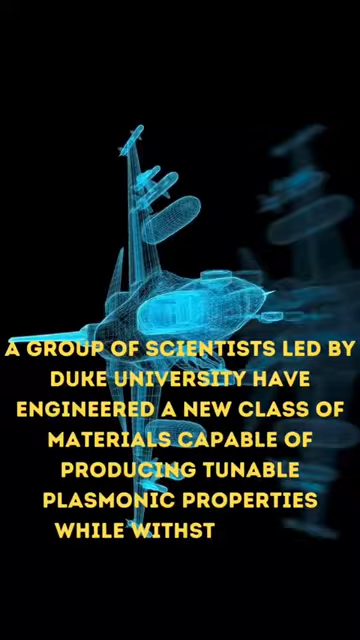 A GROUP OF SCIENTISTS LED BY
DUKE UNIVERSITY HAVE
ENGINEERED A NEW CLASS OF
MATERIALS CAPABLE OF
PRODUCING TUNABLE
PLASMONIC PROPERTIES
WHILE WITHST